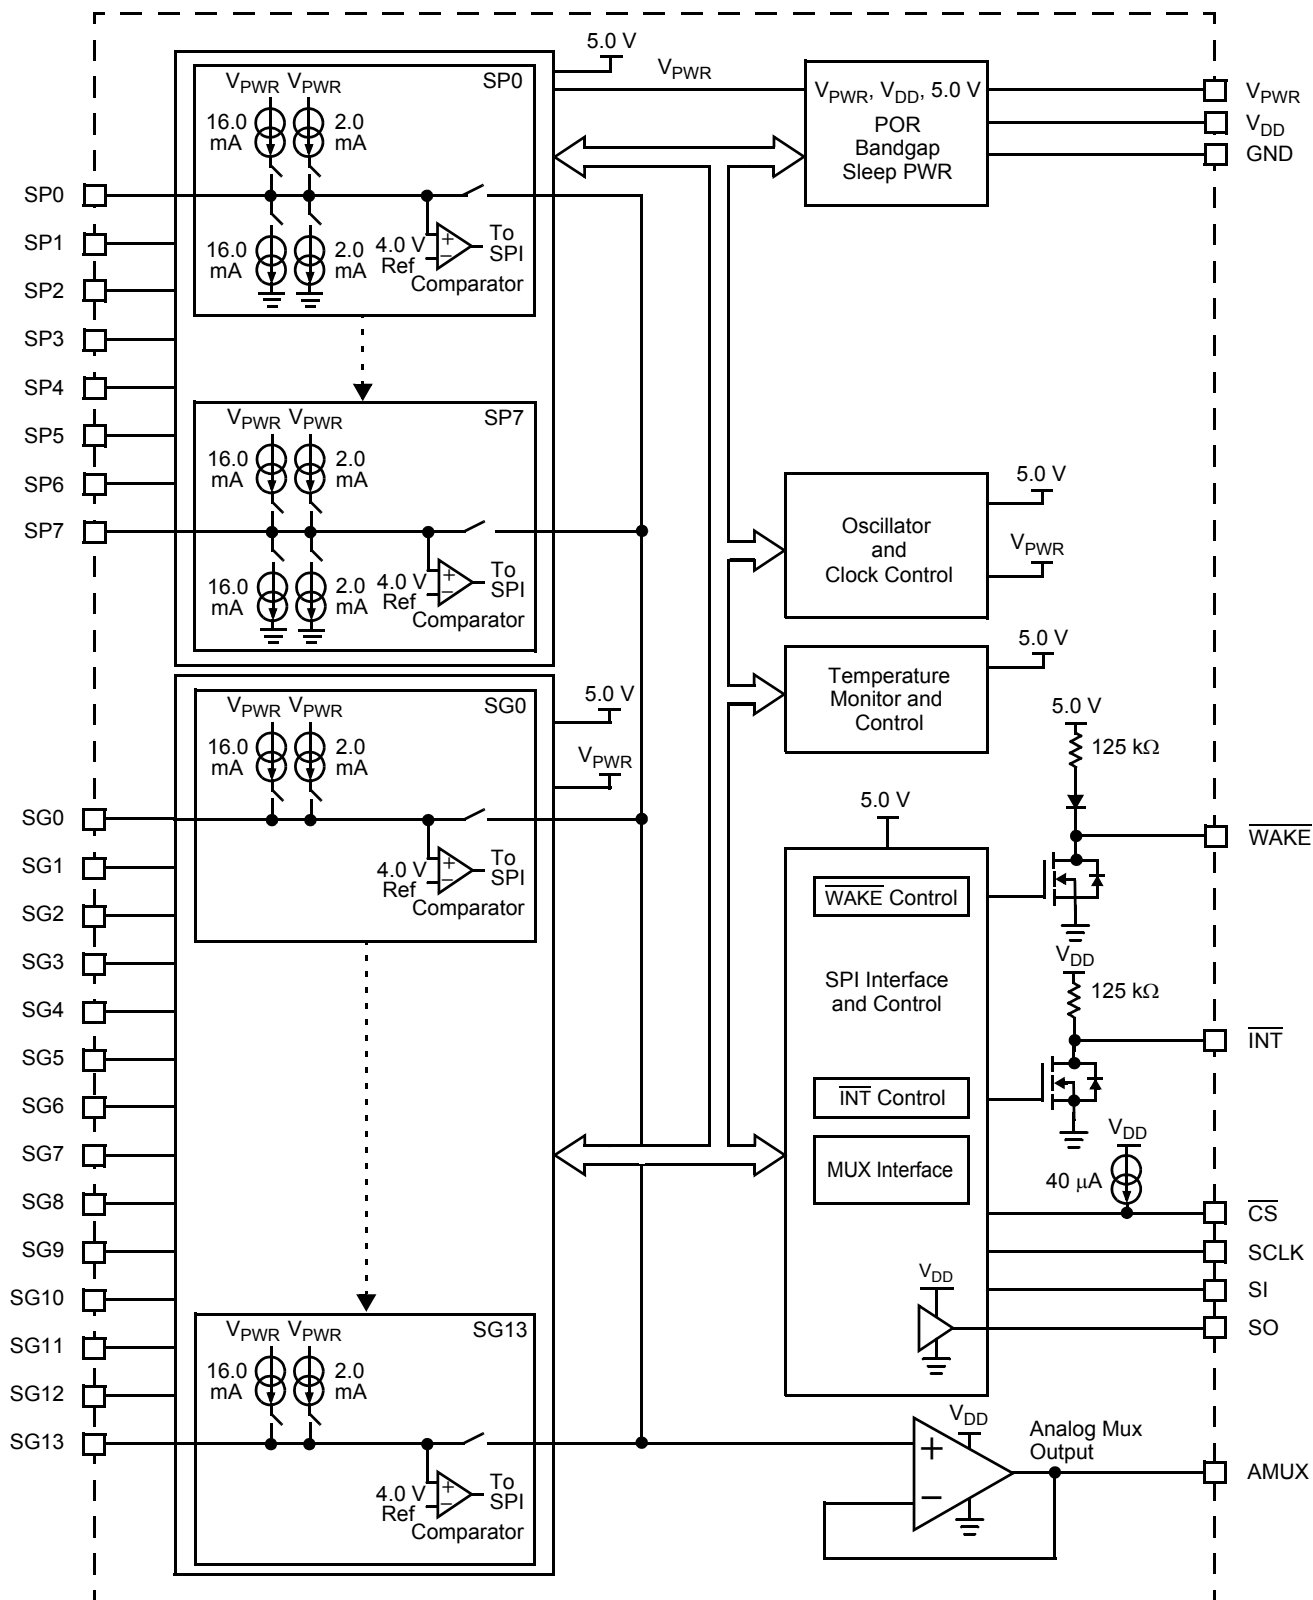 5.0 V
VPWR
VPWR VPWR
SP0
16.0
mA
2.0
mA
16.0
mA
2.0
mA
4.0 V
Ref
+
−
To
SPI
Comparator
VPWR, VDD, 5.0 V
POR
Bandgap
Sleep PWR
VPWR
VDD
GND
SP0
SP1
SP2
SP3
SP4
SP5
SP6
SP7
VPWR VPWR
SP7
16.0
mA
2.0
mA
16.0
mA
2.0
mA
4.0 V
Ref
+
−
To
SPI
Comparator
5.0 V
Oscillator
and
Clock Control
VPWR
5.0 V
Temperature
Monitor and
Control
VPWR VPWR
SG0
5.0 V
VPWR
16.0
mA
2.0
mA
4.0 V
Ref
+
−
To
SPI
Comparator
5.0 V
125 kΩ
WAKE
5.0 V
WAKE Control
SPI Interface
and Control
VDD
125 kΩ
INT
INT Control
MUX Interface
VDD
40 μA
CS
SCLK
SI
VDD
SO
SG0
SG1
SG2
SG3
SG4
SG5
SG6
SG7
SG8
SG9
SG10
SG11
SG12
SG13
VPWR VPWR
SG13
16.0
mA
2.0
mA
4.0 V
Ref
+
−
To
SPI
Comparator
VDD
+
−
Analog Mux
Output
AMUX